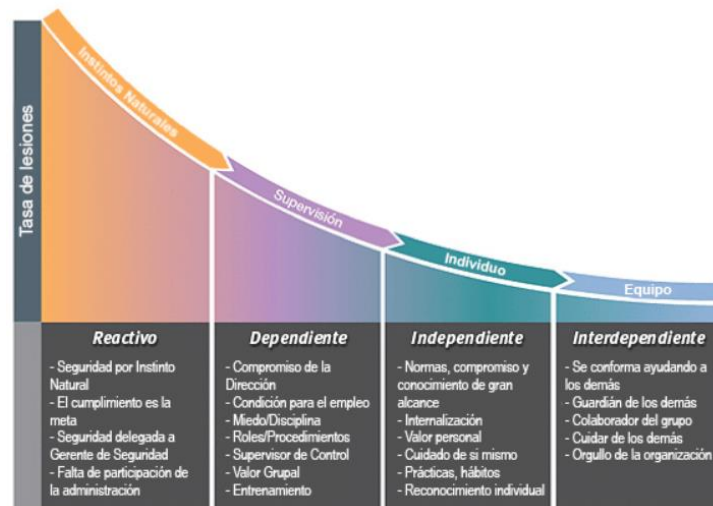 Tasa de lesiones
Instintos Naturales
Supervisión
Individuo
Equipo
Reactivo
- Seguridad por Instinto
Natural
- El cumplimiento es la
meta
- Seguridad delegada a
Gerente de Seguridad
- Falta de participación de
la administración
Dependiente
- Compromiso de la
Dirección
- Condición para el empleo
- Miedo/Disciplina
- Roles/Procedimientos
- Supervisor de Control
- Valor Grupal
- Entrenamiento
Independiente
- Normas, compromiso y
conocimiento de gran
alcance
- Internalización
- Valor personal
- Cuidado de si mismo
- Prácticas, hábitos
- Reconocimiento individual
Interdependiente
- Se conforma ayudando a
los demás
- Guardián de los demás
- Colaborador del grupo
- Cuidar de los demás
- Orgullo de la organización